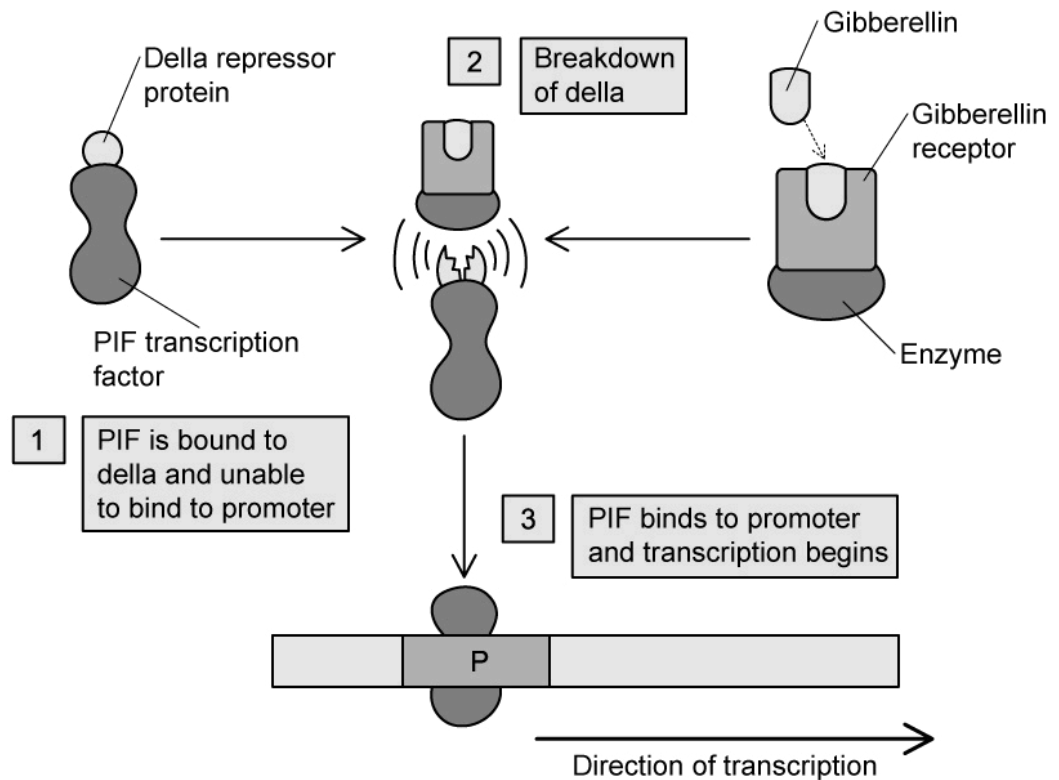 Gibberellin
Della repressor
protein
2
Breakdown
of della
Gibberellin
receptor
PIF transcription
factor
Enzyme
1
PIF is bound to
della and unable
to bind to promoter
3
PIF binds to promoter
and transcription begins
P
Direction of transcription